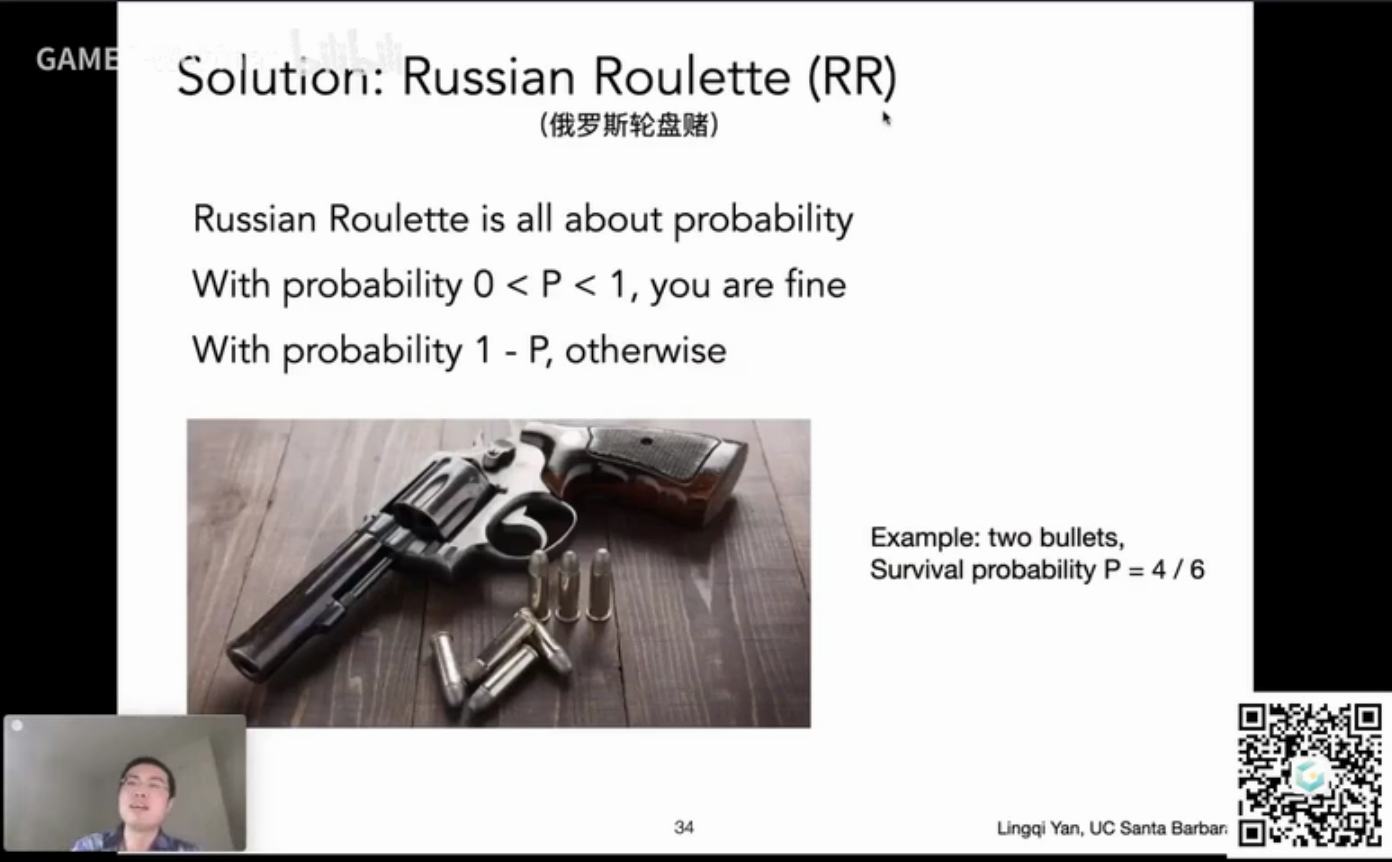 GAME
Solution: Russian Roulette (RR)
(俄罗斯轮盘赌)
Russian Roulette is all about probability
With probability 0 < P < 1, you are fine
With probability 1 - P, otherwise
Example: two bullets,
Survival probability P = 4 / 6
34
Lingqi Yan, UC Santa Barbar